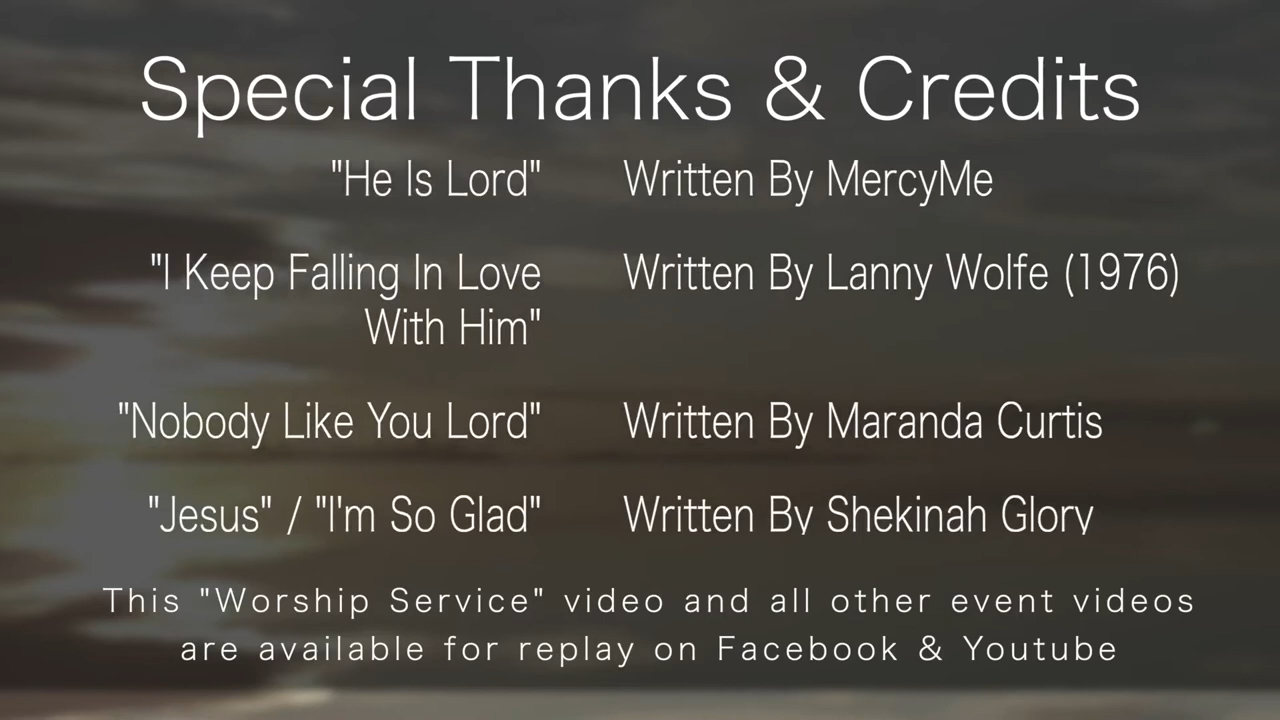 Special Thanks & Credits
"He Is Lord" Written By MercyMe
"I Keep Falling In Love Written By Lanny Wolfe (1976)
With Him"
"Nobody Like You Lord" Written By Maranda Curtis
"Jesus" / "I'm So Glad" Written By Shekinah Glory
This "Worship Service" video and all other event videos
are available for replay on Facebook & Youtube